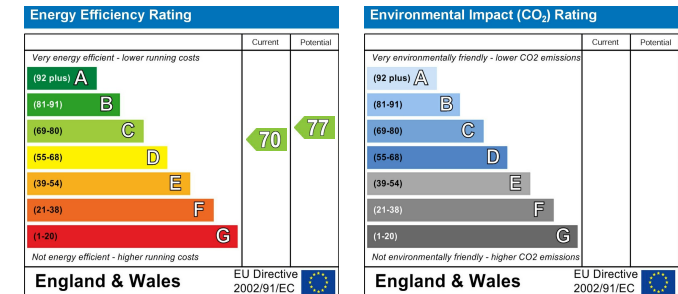 Energy Efficiency Rating
Current Potential
Very energy efficient - lower running costs
(92 plus) A
(81-91) B
(69-80) C
(55-68) D
(39-54) E
(21-38) F
(1-20) G
70
77
Not energy efficient - higher running costs
England & Wales
EU Directive
2002/91/EC
Environmental Impact (CO₂) Rating
Current Potential
Very environmentally friendly - lower CO2 emissions
(92 plus) A
(81-91) B
(69-80) C
(55-68) D
(39-54) E
(21-38) F
(1-20) G
Not environmentally friendly - higher CO2 emissions
England & Wales
EU Directive
2002/91/EC